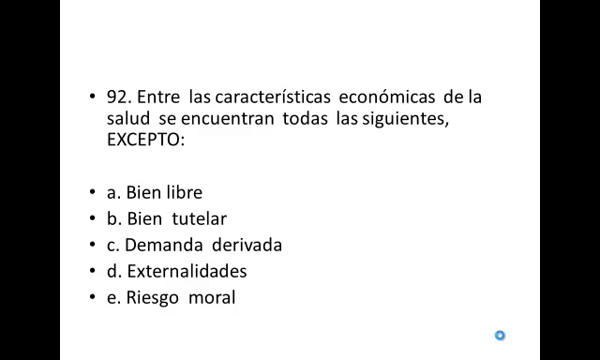 • 92. Entre las características económicas de la
salud se encuentran todas las siguientes,
EXCEPTO:
• a. Bien libre
• b. Bien tutelar
• c. Demanda derivada
• d. Externalidades
• e. Riesgo moral